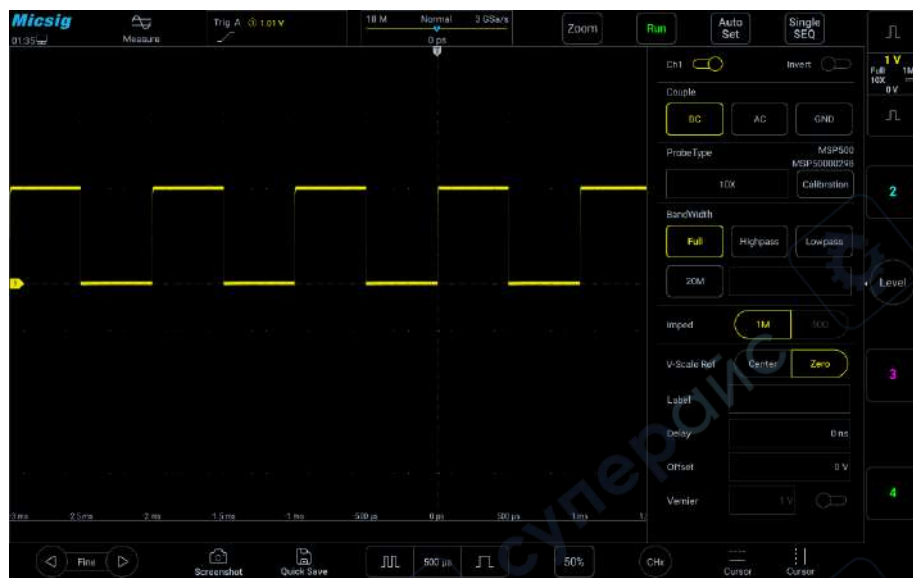 Micsig
01:35
Measure
Trig A 1.01 V
18 M Normal 3 GSa/s
0 ps
Zoom
Run
Auto Set
Single SEQ
T
Ch1
Invert
1 V
Full 1M
10X
0 V
Couple
DC AC GND
ProbeType
MSP500
MSP50000298
10X
Calibration
2
BandWidth
Full Highpass Lowpass
20M
1
Level
Imped
1M
50Ω
V-Scale Ref
Center Zero
3
Label
Delay
0 ns
Offset
0 V
Vernier
1 V
4
2.5 ms 2 ms 1.5 ms 1 ms 500 µs 0 ps 500 µs 1 ms
Fine
Screenshot
Quick Save
500 µs
50%
CHx
Cursor
Cursor
суперайс